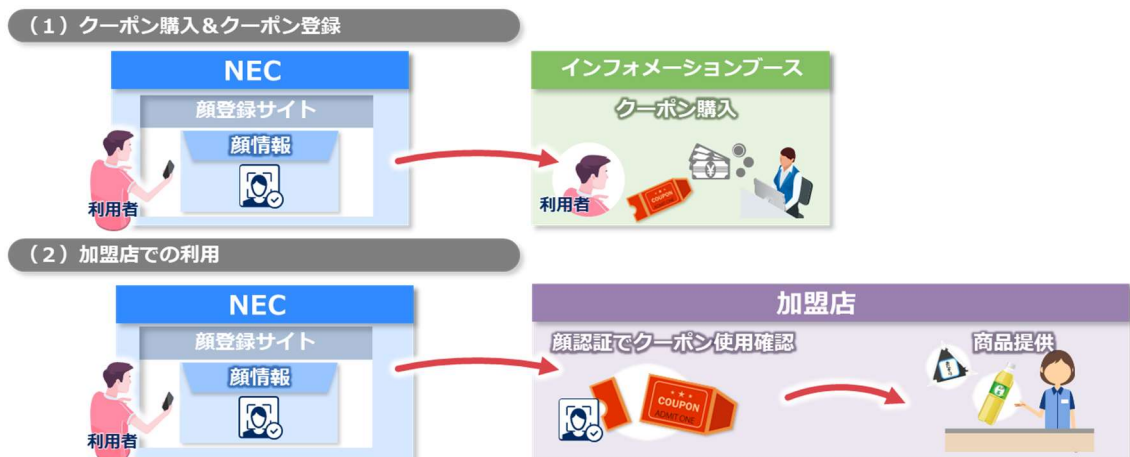 （1）クーポン購入＆クーポン登録
NEC
顔登録サイト
顔情報
利用者
インフォメーションブース
クーポン購入
利用者
COUPON
（2）加盟店での利用
NEC
顔登録サイト
顔情報
利用者
加盟店
顔認証でクーポン使用確認
COUPON
ADMIT ONE
商品提供